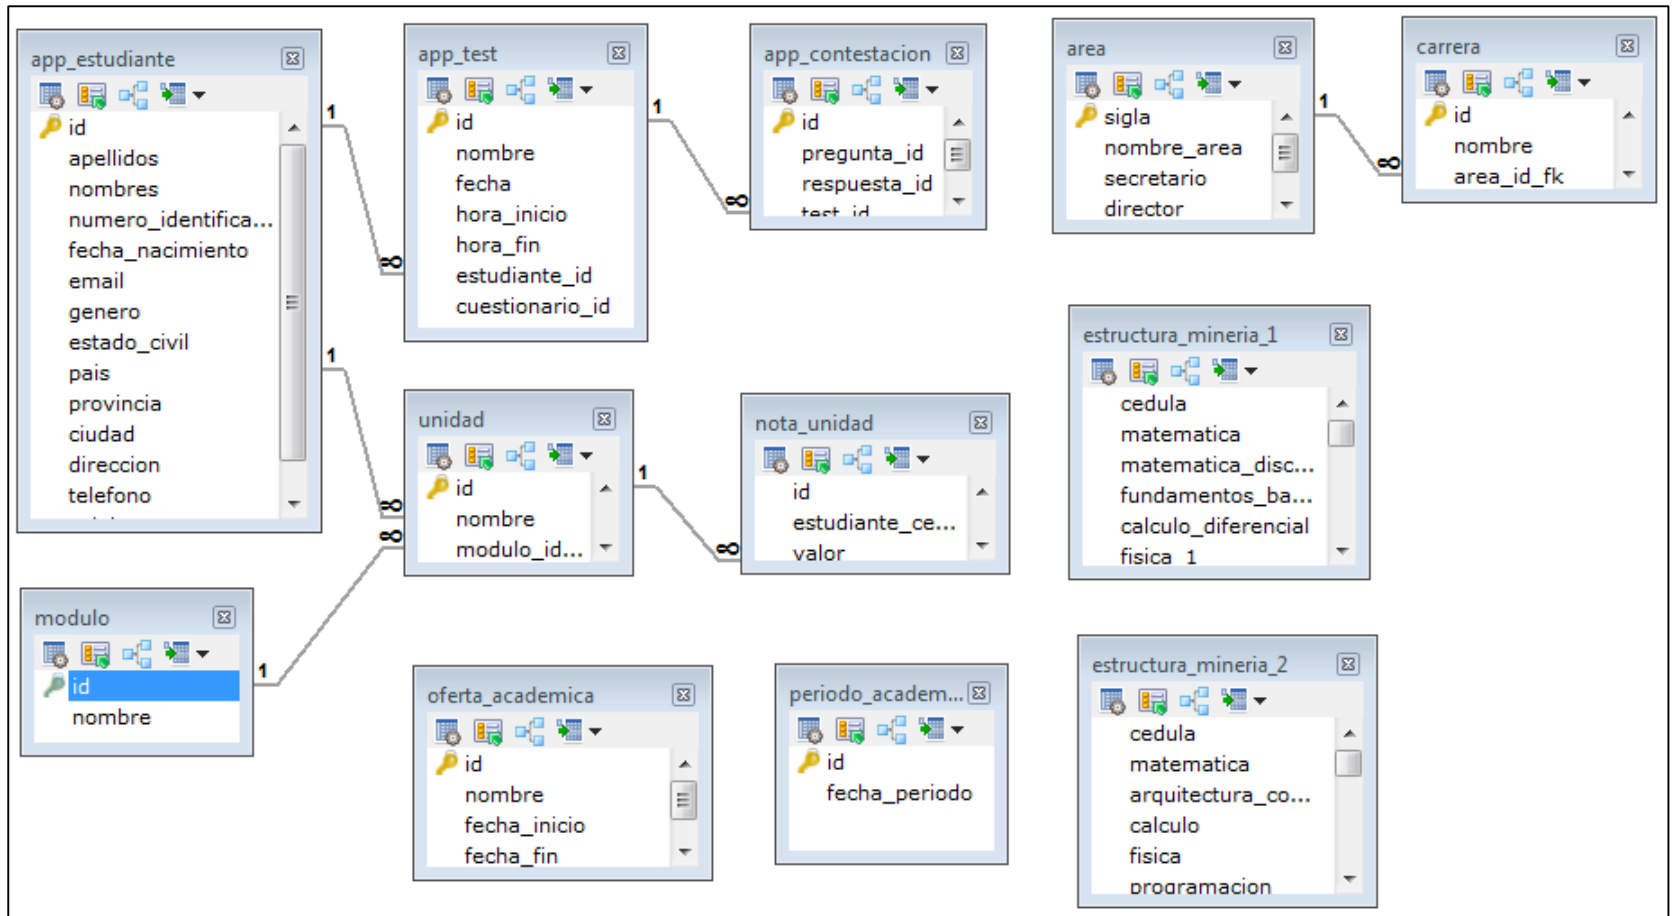 app_estudiante
id
apellidos
nombres
numero_identifica...
fecha_nacimiento
email
genero
estado_civil
pais
provincia
ciudad
direccion
telefono
1
∞
1
∞
∞
app_test
id
nombre
fecha
hora_inicio
hora_fin
estudiante_id
cuestionario_id
1
∞
app_contestacion
id
pregunta_id
respuesta_id
test_id
area
sigla
nombre_area
secretario
director
1
∞
carrera
id
nombre
area_id_fk
modulo
id
nombre
1
unidad
id
nombre
modulo_id...
1
∞
nota_unidad
id
estudiante_ce...
valor
estructura_mineria_1
cedula
matematica
matematica_disc...
fundamentos_ba...
calculo_diferencial
fisica_1
oferta_academica
id
nombre
fecha_inicio
fecha_fin
periodo_academ...
id
fecha_periodo
estructura_mineria_2
cedula
matematica
arquitectura_co...
calculo
fisica
programacion